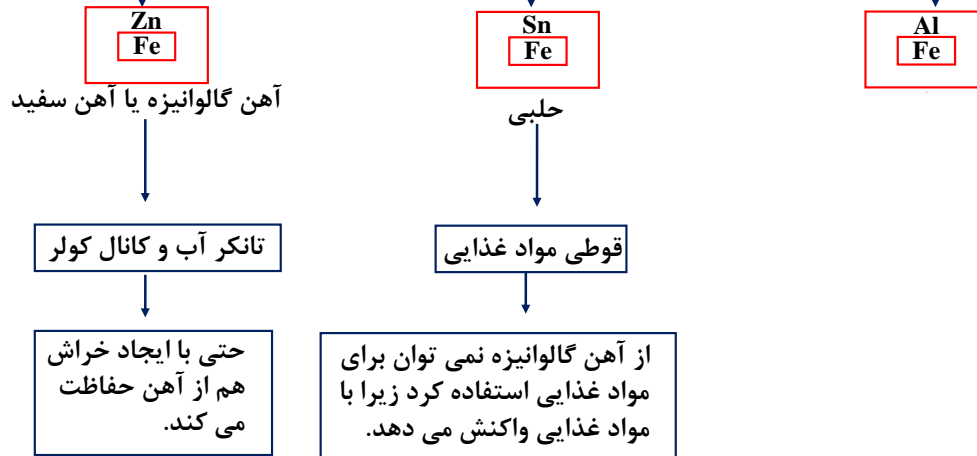 Zn
Fe
آهن گالوانیزه یا آهن سفید
تانکر آب و کانال کولر
حتی با ایجاد خراش
هم از آهن حفاظت
می کند.
Sn
Fe
حلبی
قوطی مواد غذایی
از آهن گالوانیزه نمی توان برای
مواد غذایی استفاده کرد زیرا با
مواد غذایی واکنش می دهد.
Al
Fe